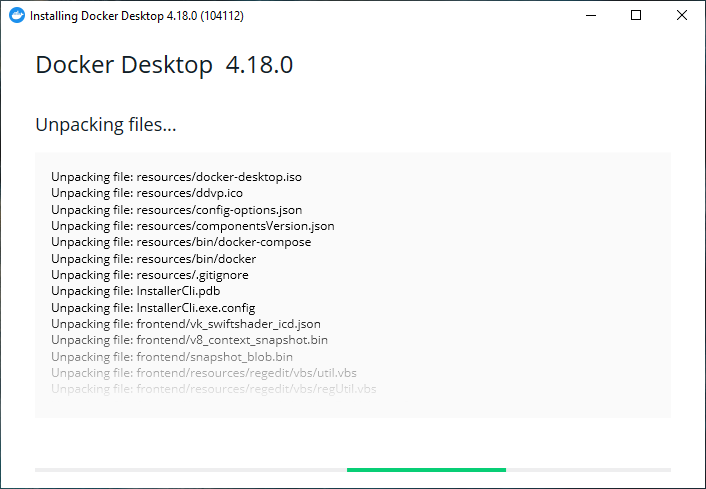 Installing Docker Desktop 4.18.0 (104112)
Docker Desktop 4.18.0
Unpacking files...
Unpacking file: resources/docker-desktop.iso
Unpacking file: resources/ddvp.ico
Unpacking file: resources/config-options.json
Unpacking file: resources/componentsVersion.json
Unpacking file: resources/bin/docker-compose
Unpacking file: resources/bin/docker
Unpacking file: resources/.gitignore
Unpacking file: InstallerCli.pdb
Unpacking file: InstallerCli.exe.config
Unpacking file: frontend/vk_swiftshader_icd.json
Unpacking file: frontend/v8_context_snapshot.bin
Unpacking file: frontend/snapshot_blob.bin
Unpacking file: frontend/resources/regedit/vbs/util.vbs
Unpacking file: frontend/resources/regedit/vbs/regUtil.vbs